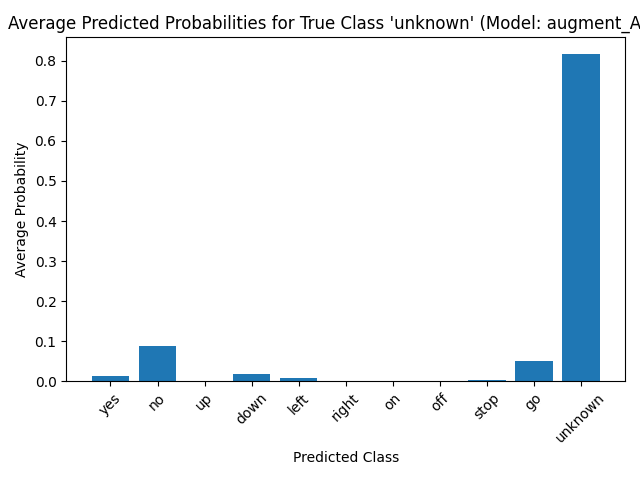 Average Predicted Probabilities for True Class 'unknown' (Model: augment_A
Average Probability
0.8
0.7
0.6
0.5
0.4
0.3
0.2
0.1
0.0
yes no up down left right on off stop go unknown
Predicted Class